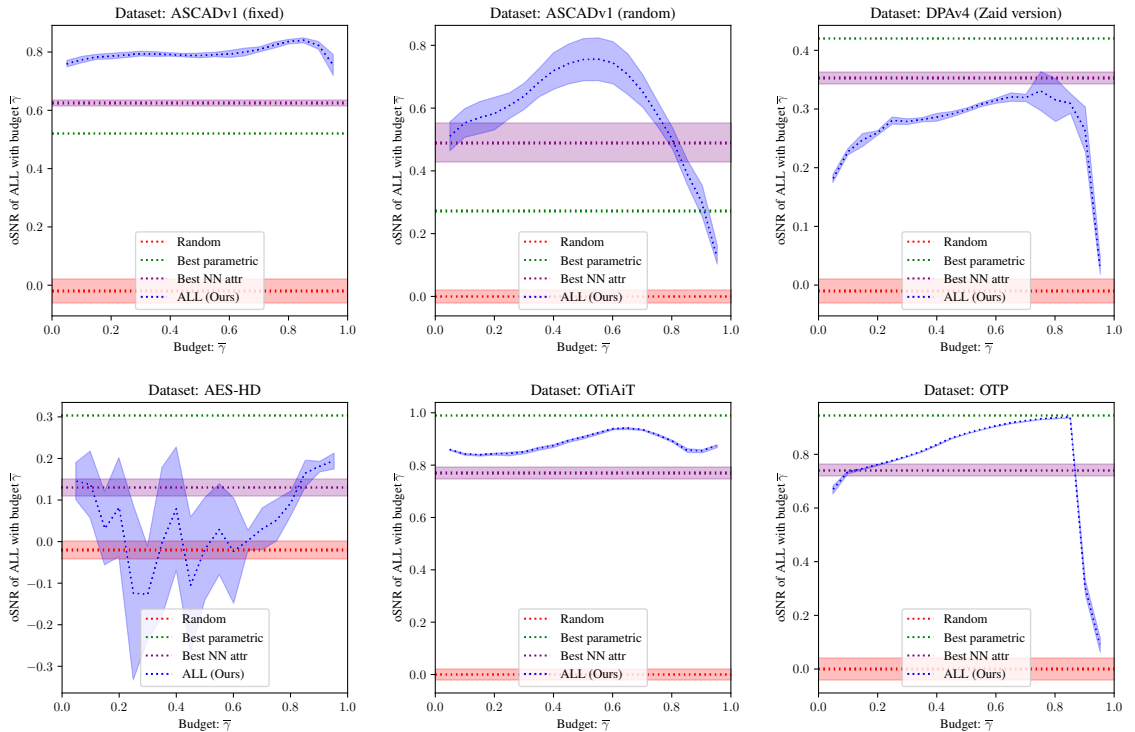 Dataset: ASCADv1 (fixed)
oSNR of ALL with budget γ̅
0.8
0.6
0.4
0.2
0.0
Random
Best parametric
Best NN attr
ALL (Ours)
0.0 0.2 0.4 0.6 0.8 1.0
Budget: γ̅
Dataset: ASCADv1 (random)
oSNR of ALL with budget γ̅
0.8
0.6
0.4
0.2
0.0
Random
Best parametric
Best NN attr
ALL (Ours)
0.0 0.2 0.4 0.6 0.8 1.0
Budget: γ̅
Dataset: DPAv4 (Zaid version)
oSNR of ALL with budget γ̅
0.4
0.3
0.2
0.1
0.0
Random
Best parametric
Best NN attr
ALL (Ours)
0.0 0.2 0.4 0.6 0.8 1.0
Budget: γ̅
Dataset: AES-HD
oSNR of ALL with budget γ̅
0.3
0.2
0.1
0.0
−0.1
−0.2
−0.3
Random
Best parametric
Best NN attr
ALL (Ours)
0.0 0.2 0.4 0.6 0.8 1.0
Budget: γ̅
Dataset: OTiAiT
oSNR of ALL with budget γ̅
1.0
0.8
0.6
0.4
0.2
0.0
Random
Best parametric
Best NN attr
ALL (Ours)
0.0 0.2 0.4 0.6 0.8 1.0
Budget: γ̅
Dataset: OTP
oSNR of ALL with budget γ̅
0.8
0.6
0.4
0.2
0.0
Random
Best parametric
Best NN attr
ALL (Ours)
0.0 0.2 0.4 0.6 0.8 1.0
Budget: γ̅